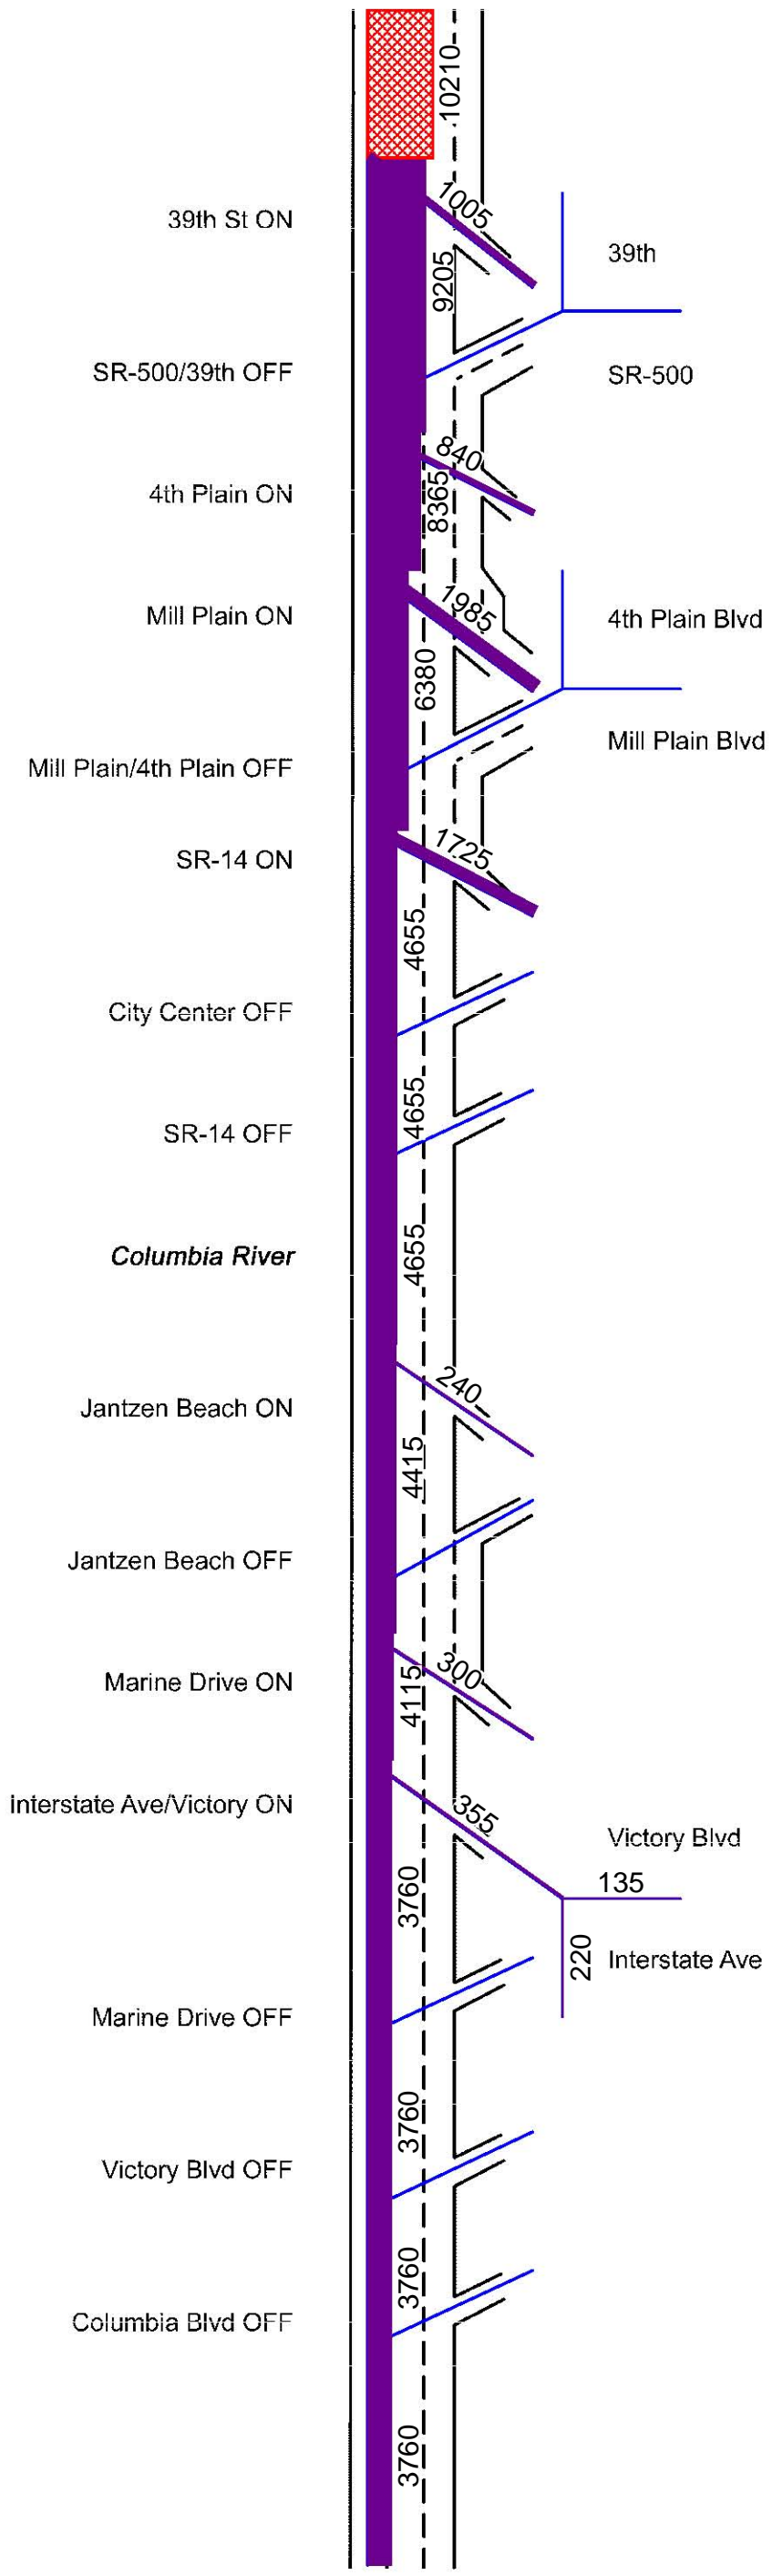 10210
39th St ON
1005
39th
9205
SR-500/39th OFF
SR-500
840
4th Plain ON
8365
Mill Plain ON
1985
4th Plain Blvd
6380
Mill Plain Blvd
Mill Plain/4th Plain OFF
SR-14 ON
1725
4655
City Center OFF
4655
SR-14 OFF
Columbia River
4655
240
Jantzen Beach ON
4415
Jantzen Beach OFF
Marine Drive ON
300
4115
Interstate Ave/Victory ON
355
Victory Blvd
135
3760
220
Interstate Ave
Marine Drive OFF
3760
Victory Blvd OFF
3760
Columbia Blvd OFF
3760